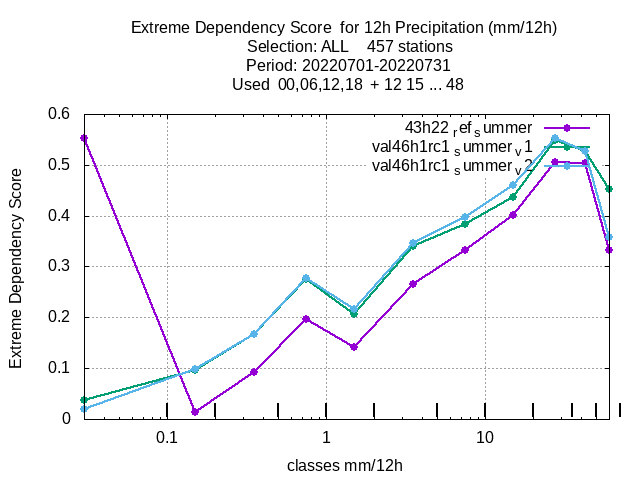 Extreme Dependency Score  for 12h Precipitation (mm/12h)
Selection: ALL    457 stations
Period: 20220701-20220731
Used  00,06,12,18  + 12 15 ... 48
43h22 refsummer
val46h1rc1 summer v1
val46h1rc1 summer v2
0.6
0.5
0.4
0.3
0.2
0.1
0
Extreme Dependency Score
0.1 1 10
classes mm/12h